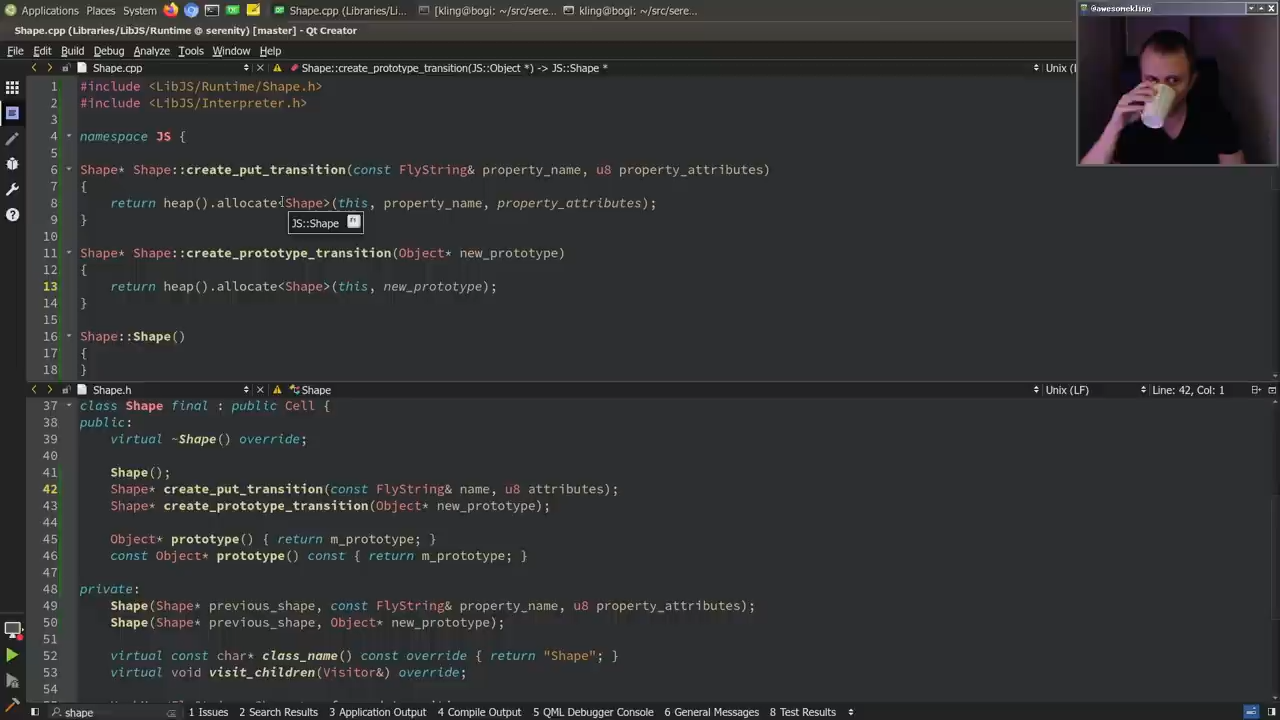 Applications Places System Shape.cpp (Libraries/Li... [kling@bogi: ~/src/sere... kling@bogi: ~/src/sere...
@awesomekling
Shape.cpp (Libraries/LibJS/Runtime @ serenity) [master] - Qt Creator
File Edit Build Debug Analyze Tools Window Help
Shape.cpp Shape::create_prototype_transition(JS::Object *) -> JS::Shape * Unix (
1 #include <LibJS/Runtime/Shape.h>
2 #include <LibJS/Interpreter.h>
3
4 namespace JS {
5
6 Shape* Shape::create_put_transition(const FlyString& property_name, u8 property_attributes)
7 {
8 return heap().allocate<Shape>(this, property_name, property_attributes);
JS::Shape F1
9 }
10
11 Shape* Shape::create_prototype_transition(Object* new_prototype)
12 {
13 return heap().allocate<Shape>(this, new_prototype);
14 }
15
16 Shape::Shape()
17 {
18 }
Shape.h Shape Unix (LF) Line: 42, Col: 1
37 class Shape final : public Cell {
38 public:
39 virtual ~Shape() override;
40
41 Shape();
42 Shape* create_put_transition(const FlyString& name, u8 attributes);
43 Shape* create_prototype_transition(Object* new_prototype);
44
45 Object* prototype() { return m_prototype; }
46 const Object* prototype() const { return m_prototype; }
47
48 private:
49 Shape(Shape* previous_shape, const FlyString& property_name, u8 property_attributes);
50 Shape(Shape* previous_shape, Object* new_prototype);
51
52 virtual const char* class_name() const override { return "Shape"; }
53 virtual void visit_children(Visitor&) override;
54
shape 1 Issues 2 Search Results 3 Application Output 4 Compile Output 5 QML Debugger Console 6 General Messages 8 Test Results